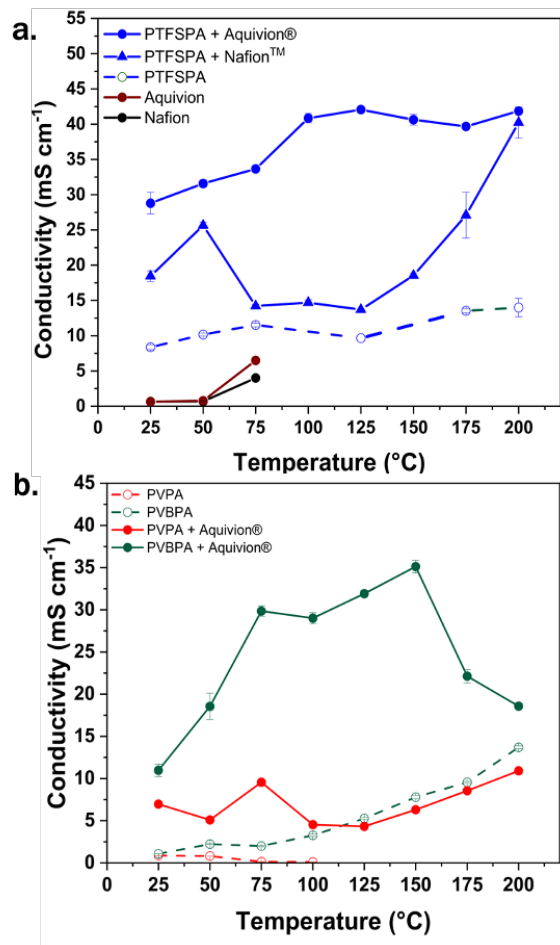 a.
PTFSPA + Aquivion®
PTFSPA + Nafion™
PTFSPA
Aquivion
Nafion
55
50
45
40
35
30
25
20
15
10
5
0
Conductivity (mS cm⁻¹)
25 50 75 100 125 150 175 200
Temperature (°C)
b.
PVPA
PVBPA
PVPA + Aquivion®
PVBPA + Aquivion®
45
40
35
30
25
20
15
10
5
0
Conductivity (mS cm⁻¹)
25 50 75 100 125 150 175 200
Temperature (°C)